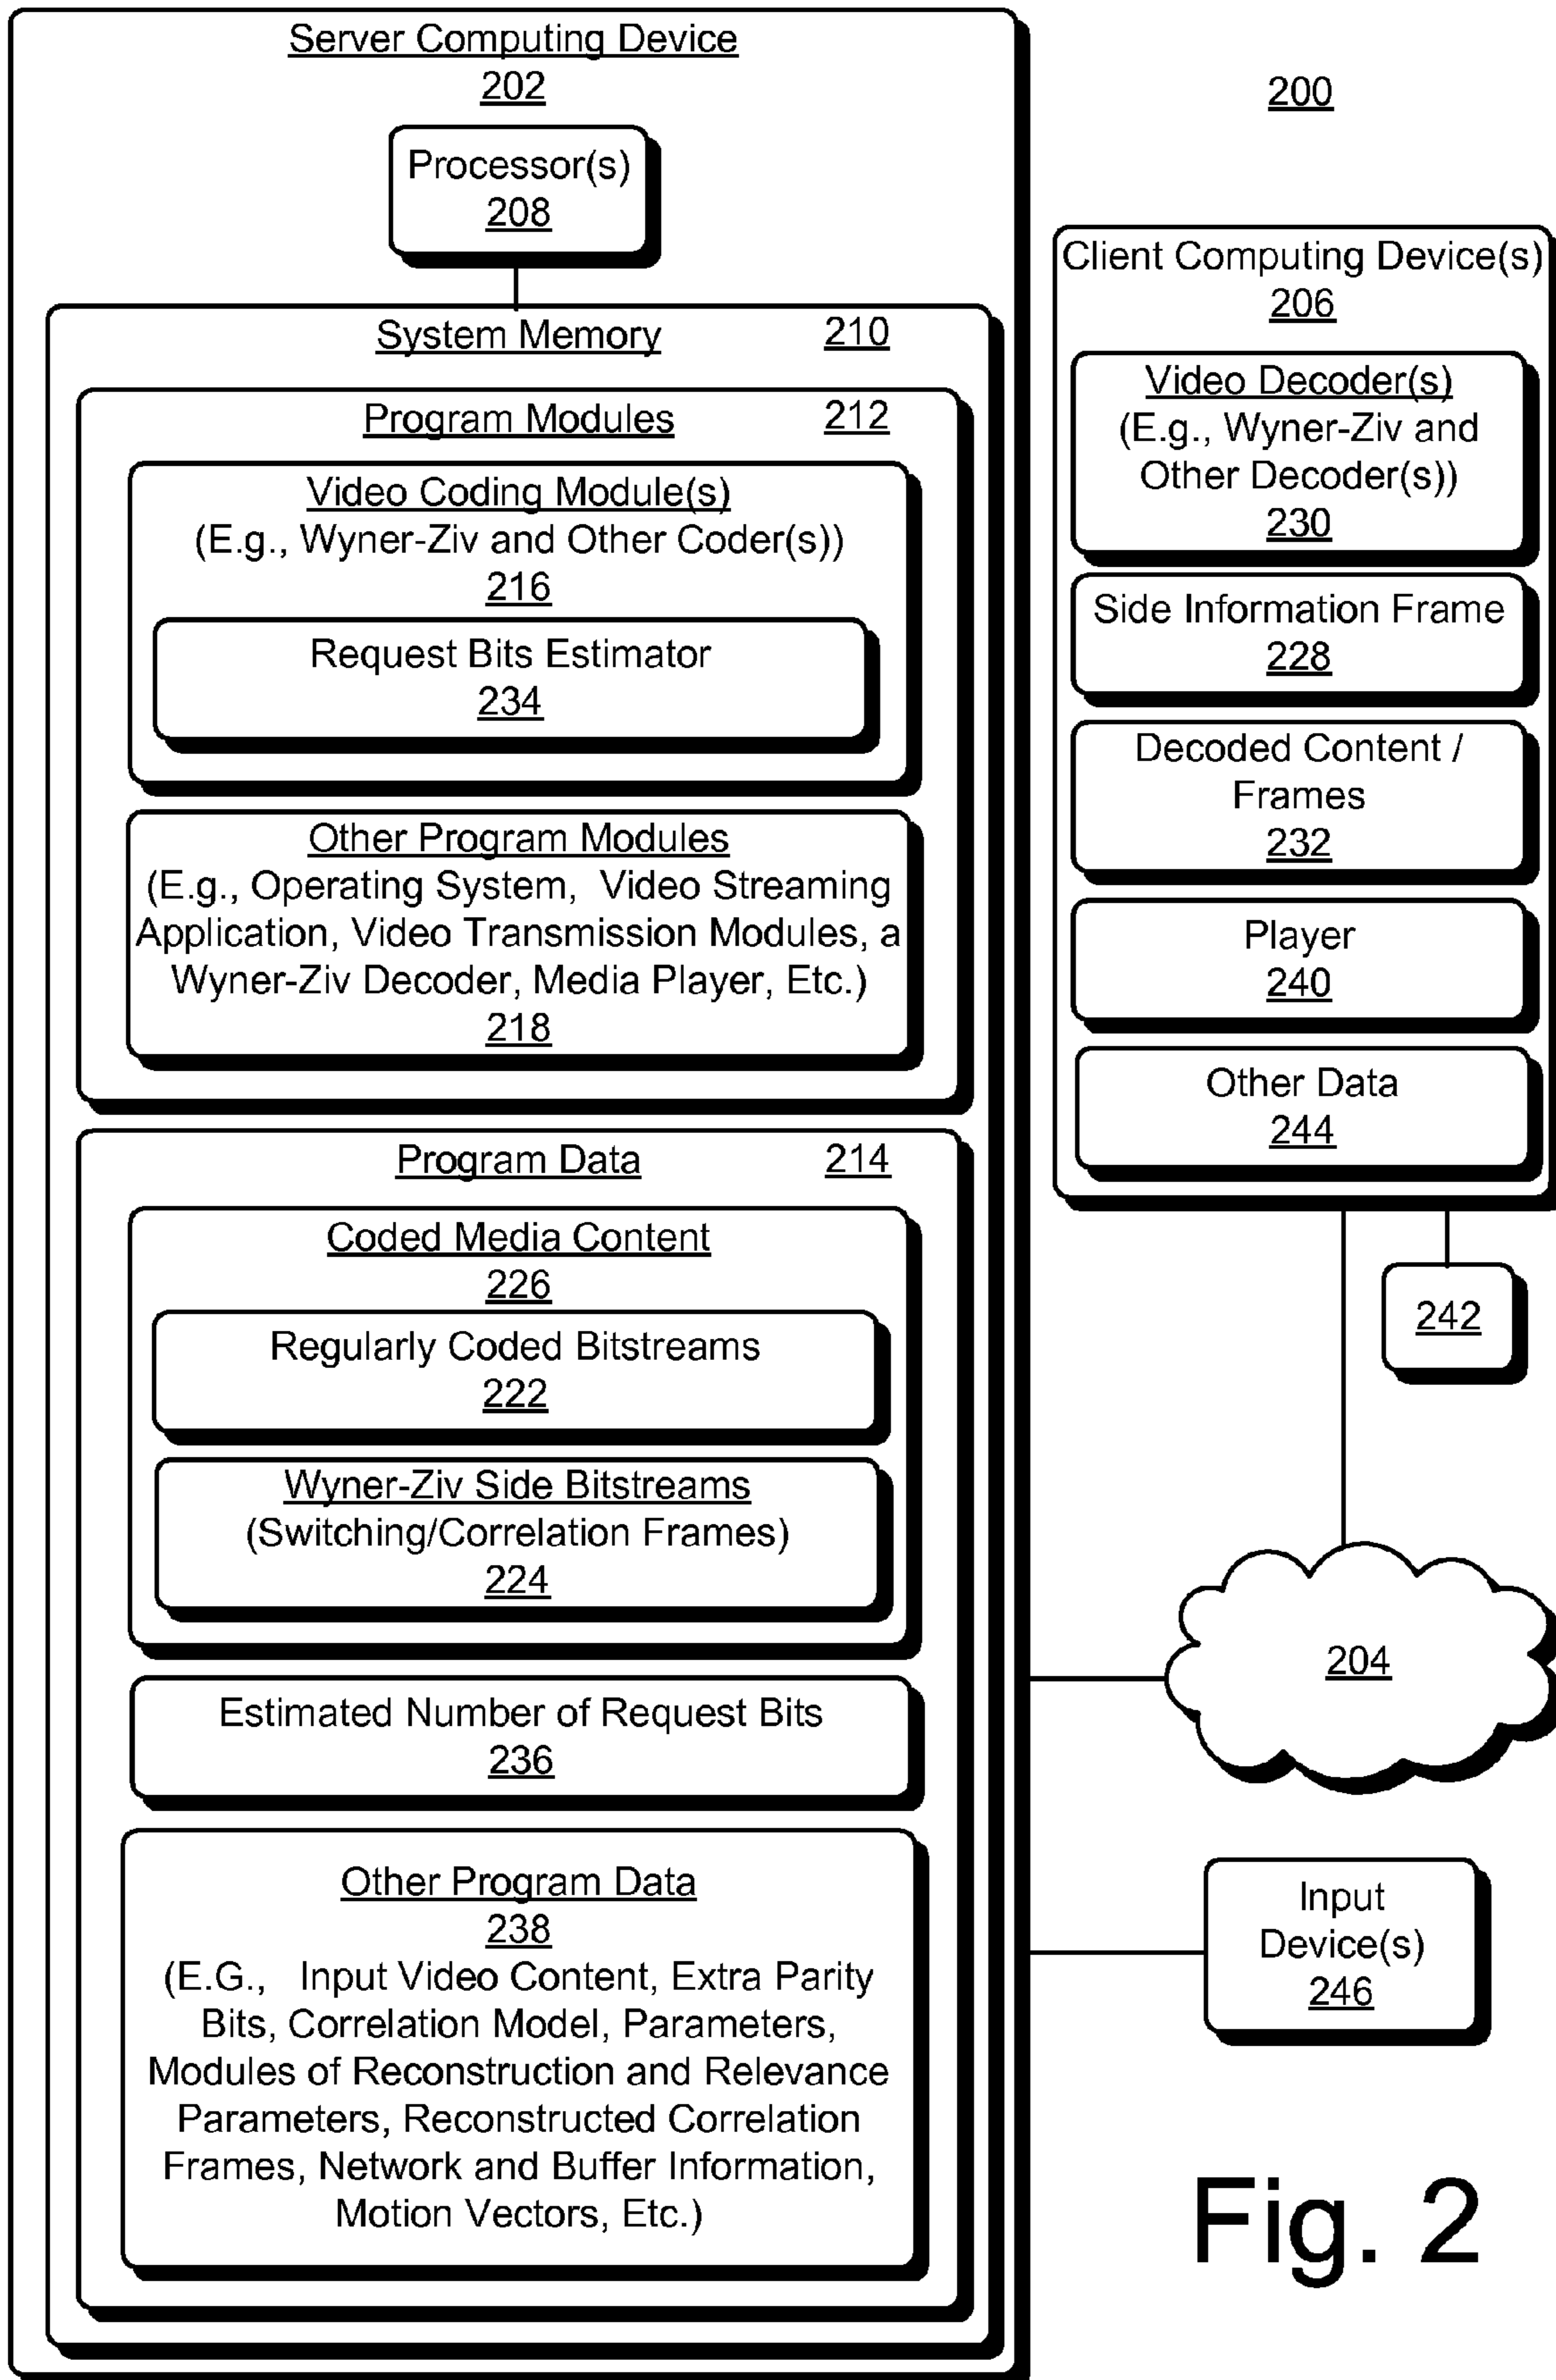 Server Computing Device
202
Processor(s)
208
System Memory 210
Program Modules 212
Video Coding Module(s)
(E.g., Wyner-Ziv and Other Coder(s))
216
Request Bits Estimator
234
Other Program Modules
(E.g., Operating System, Video Streaming
Application, Video Transmission Modules, a
Wyner-Ziv Decoder, Media Player, Etc.)
218
Program Data 214
Coded Media Content
226
Regularly Coded Bitstreams
222
Wyner-Ziv Side Bitstreams
(Switching/Correlation Frames)
224
Estimated Number of Request Bits
236
Other Program Data
238
(E.G., Input Video Content, Extra Parity
Bits, Correlation Model, Parameters,
Modules of Reconstruction and Relevance
Parameters, Reconstructed Correlation
Frames, Network and Buffer Information,
Motion Vectors, Etc.)
200
Client Computing Device(s)
206
Video Decoder(s)
(E.g., Wyner-Ziv and
Other Decoder(s))
230
Side Information Frame
228
Decoded Content /
Frames
232
Player
240
Other Data
244
242
204
Input
Device(s)
246
Fig. 2